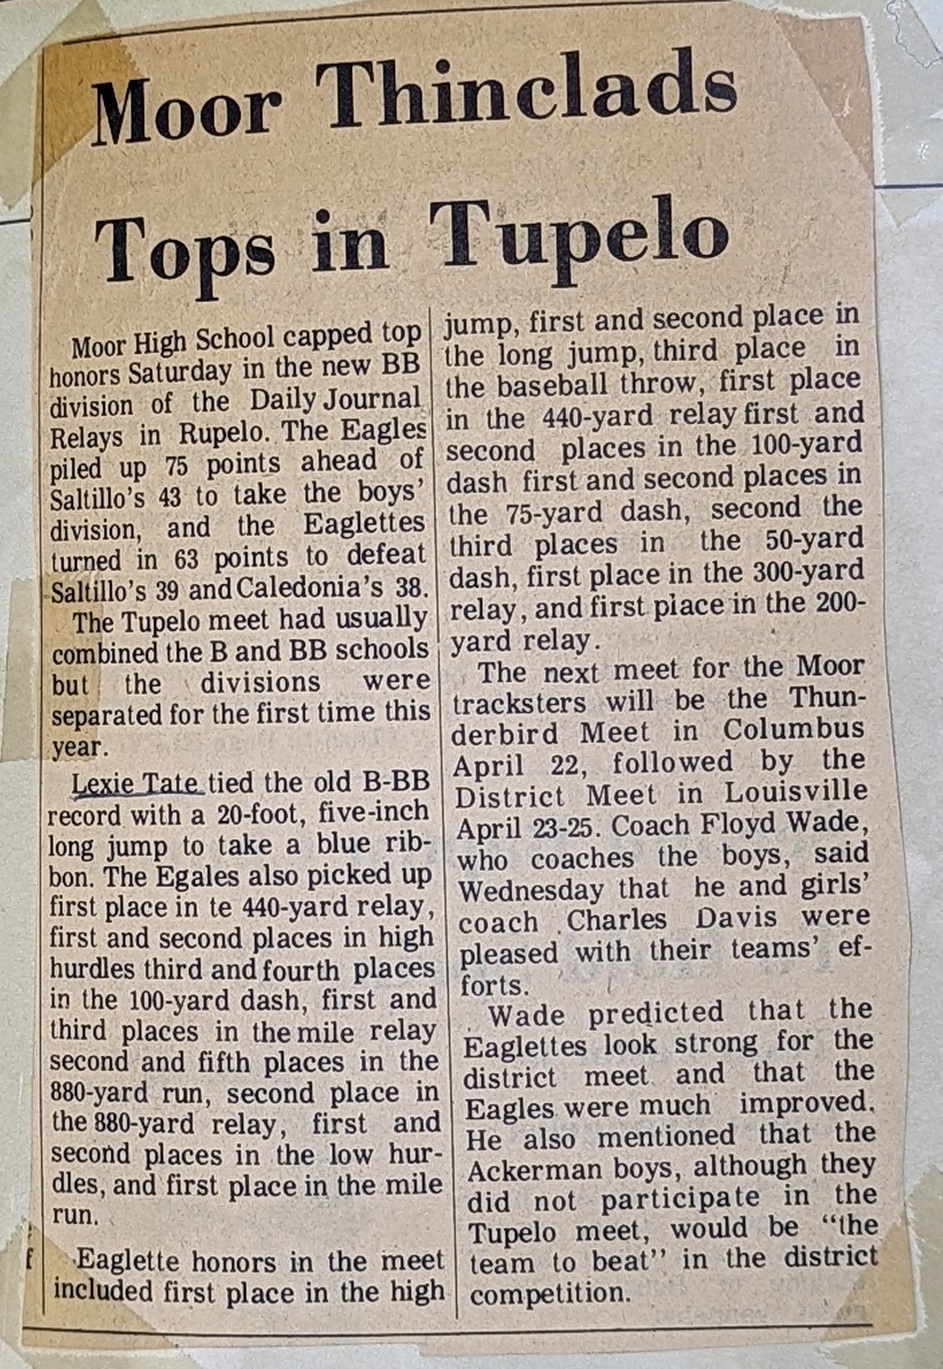 Moor Thinclads
Tops in Tupelo
Moor High School capped top
honors Saturday in the new BB
division of the Daily Journal
Relays in Rupelo. The Eagles
piled up 75 points ahead of
Saltillo's 43 to take the boys'
division, and the Eaglettes
turned in 63 points to defeat
Saltillo's 39 and Caledonia's 38.
The Tupelo meet had usually
combined the B and BB schools
but the divisions were
separated for the first time this
year.
Lexie Tate tied the old B-BB
record with a 20-foot, five-inch
long jump to take a blue rib-
bon. The Egales also picked up
first place in te 440-yard relay,
first and second places in high
hurdles third and fourth places
in the 100-yard dash, first and
third places in the mile relay
second and fifth places in the
880-yard run, second place in
the 880-yard relay, first and
second places in the low hur-
dles, and first place in the mile
run.
Eaglette honors in the meet
included first place in the high
jump, first and second place in
the long jump, third place in
the baseball throw, first place
in the 440-yard relay first and
second places in the 100-yard
dash first and second places in
the 75-yard dash, second the
third places in the 50-yard
dash, first place in the 300-yard
relay, and first place in the 200-
yard relay.
The next meet for the Moor
tracksters will be the Thun-
derbird Meet in Columbus
April 22, followed by the
District Meet in Louisville
April 23-25. Coach Floyd Wade,
who coaches the boys, said
Wednesday that he and girls'
coach Charles Davis were
pleased with their teams' ef-
forts.
Wade predicted that the
Eaglettes look strong for the
district meet and that the
Eagles were much improved.
He also mentioned that the
Ackerman boys, although they
did not participate in the
Tupelo meet, would be "the
team to beat" in the district
competition.
f